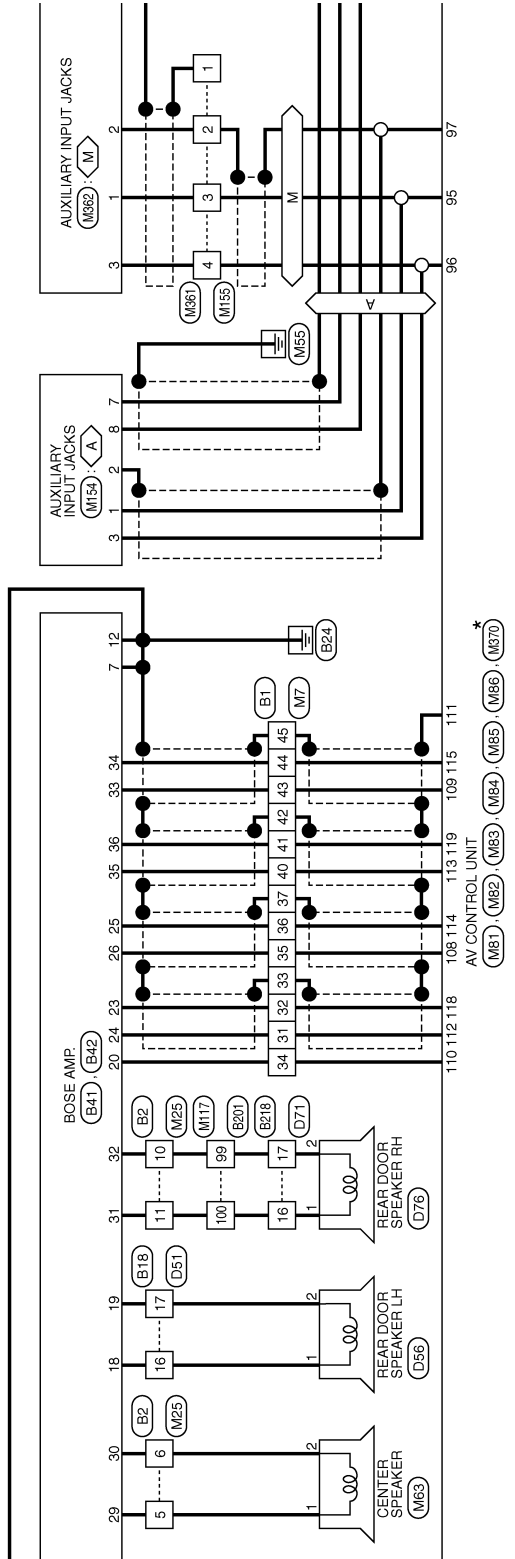 BOSE AMP.
B41 , B42
29 30 18 19 31 32 20 24 23 26 25 35 36 33 34 7 12
5 6
B2
M25
1 2
CENTER
SPEAKER
M63
16 17
B18
D51
1 2
REAR DOOR
SPEAKER LH
D56
11 10
B2
M25
100 99
M117
B201
16 17
B218
D71
1 2
REAR DOOR
SPEAKER RH
D76
34 31 32 33 35 36 37 40 41 42 43 44 45
B1
M7
B24
110 112 118 108 114 113 119 109 115 111
AV CONTROL UNIT
M81 , M82 , M83 , M84 , M85 , M86 , M370 *
AUXILIARY
INPUT JACKS
M154 : A
3 1 2 8 7
M55
AUXILIARY INPUT JACKS
M362 : M
3 1 2
4 3 2 1
M361
M155
M
A
96 95 97